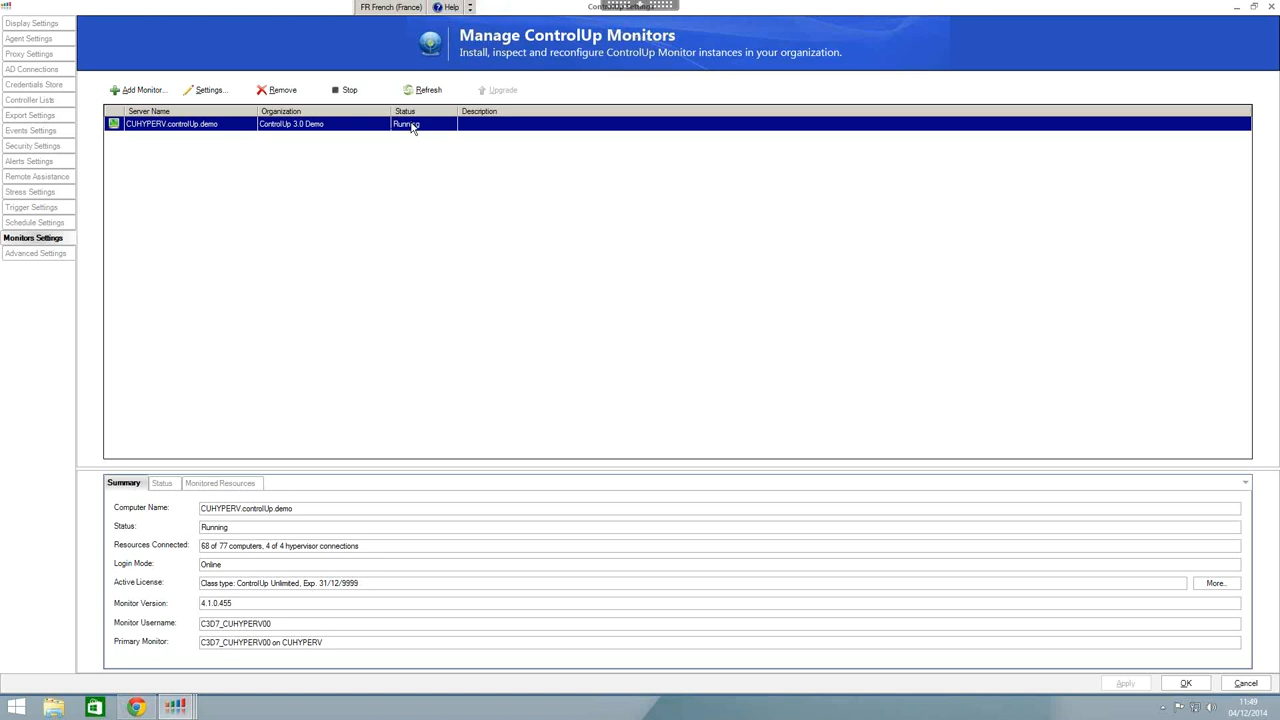 FR French (France)
Help
Display Settings
Agent Settings
Proxy Settings
AD Connections
Credentials Store
Controller Lists
Export Settings
Events Settings
Security Settings
Alerts Settings
Remote Assistance
Stress Settings
Trigger Settings
Schedule Settings
Monitors Settings
Advanced Settings
Manage ControlUp Monitors
Install, inspect and reconfigure ControlUp Monitor instances in your organization.
Add Monitor... Settings... Remove Stop Refresh Upgrade
Server Name Organization Status Description
CUHYPERV.controlUp.demo ControlUp 3.0 Demo Running
Summary Status Monitored Resources
Computer Name: CUHYPERV.controlUp.demo
Status: Running
Resources Connected: 68 of 77 computers, 4 of 4 hypervisor connections
Login Mode: Online
Active License: Class type: ControlUp Unlimited, Exp. 31/12/9999 More..
Monitor Version: 4.1.0.455
Monitor Username: C3D7_CUHYPERV00
Primary Monitor: C3D7_CUHYPERV00 on CUHYPERV
Apply OK Cancel
11:49
04/12/2014